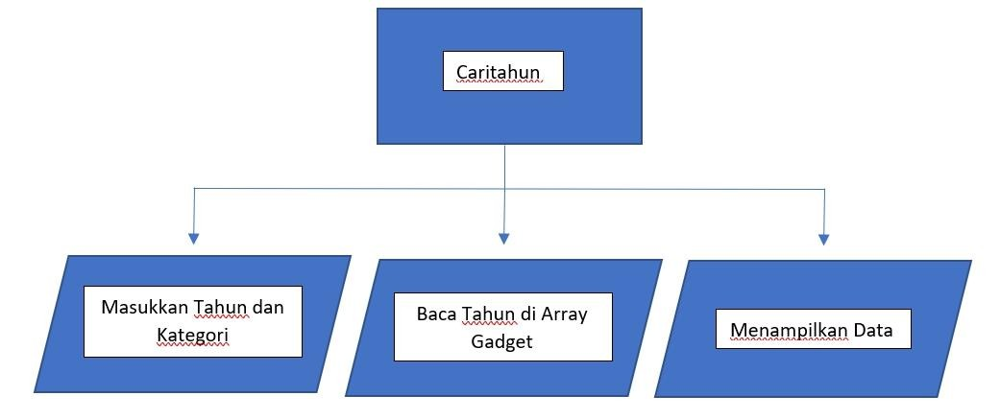 Caritahun
Masukkan Tahun dan
Kategori
Baca Tahun di Array
Gadget
Menampilkan Data